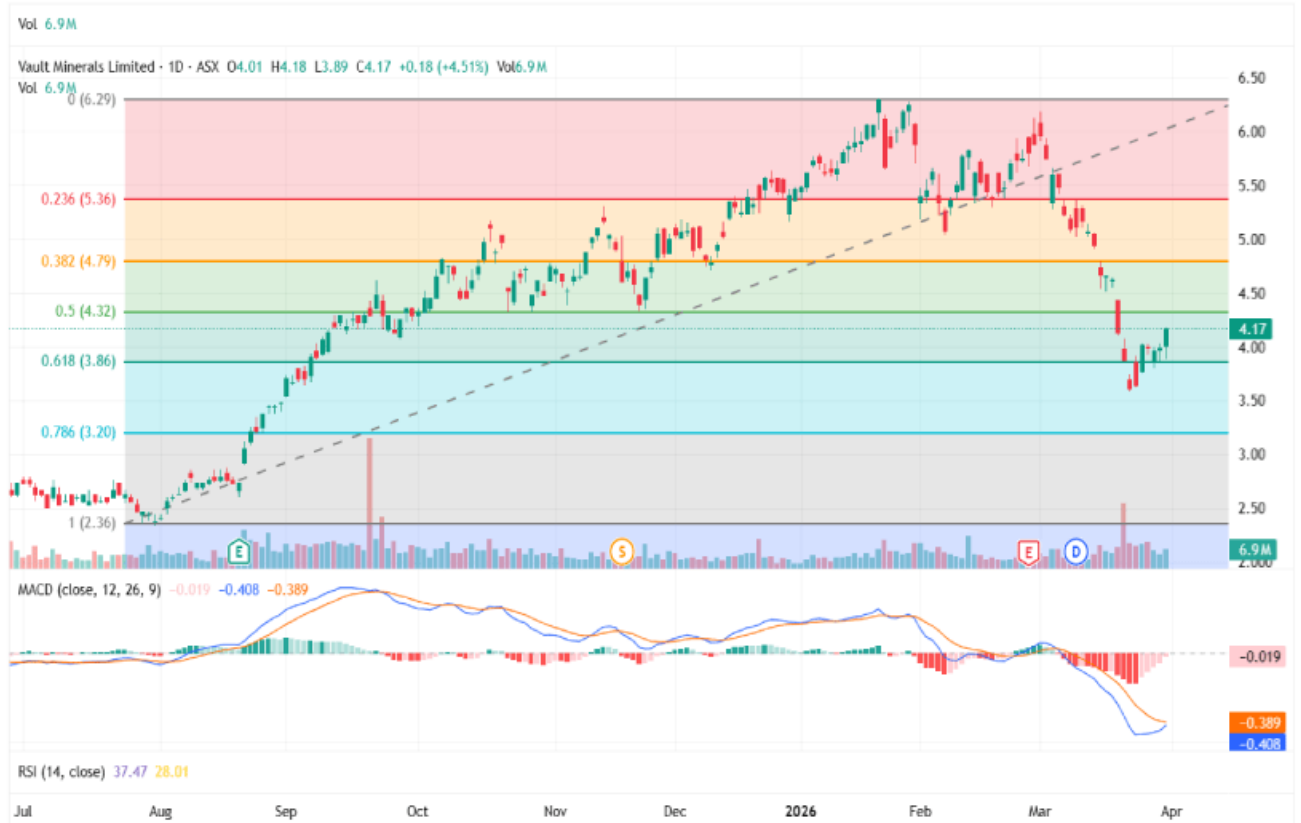 Vol 6.9M
Vault Minerals Limited · 1D · ASX O4.01 H4.18 L3.89 C4.17 +0.18 (+4.51%) Vol6.9M
Vol 6.9M
0 (6.29)
0.236 (5.36)
0.382 (4.79)
0.5 (4.32)
0.618 (3.86)
0.786 (3.20)
1 (2.36)
6.50
6.00
5.50
5.00
4.50
4.17
4.00
3.50
3.00
2.50
6.9M
2.000
E
S
E
D
MACD (close, 12, 26, 9) −0.019 −0.408 −0.389
−0.019
−0.389
−0.408
RSI (14, close) 37.47 28.01
Jul Aug Sep Oct Nov Dec 2026 Feb Mar Apr